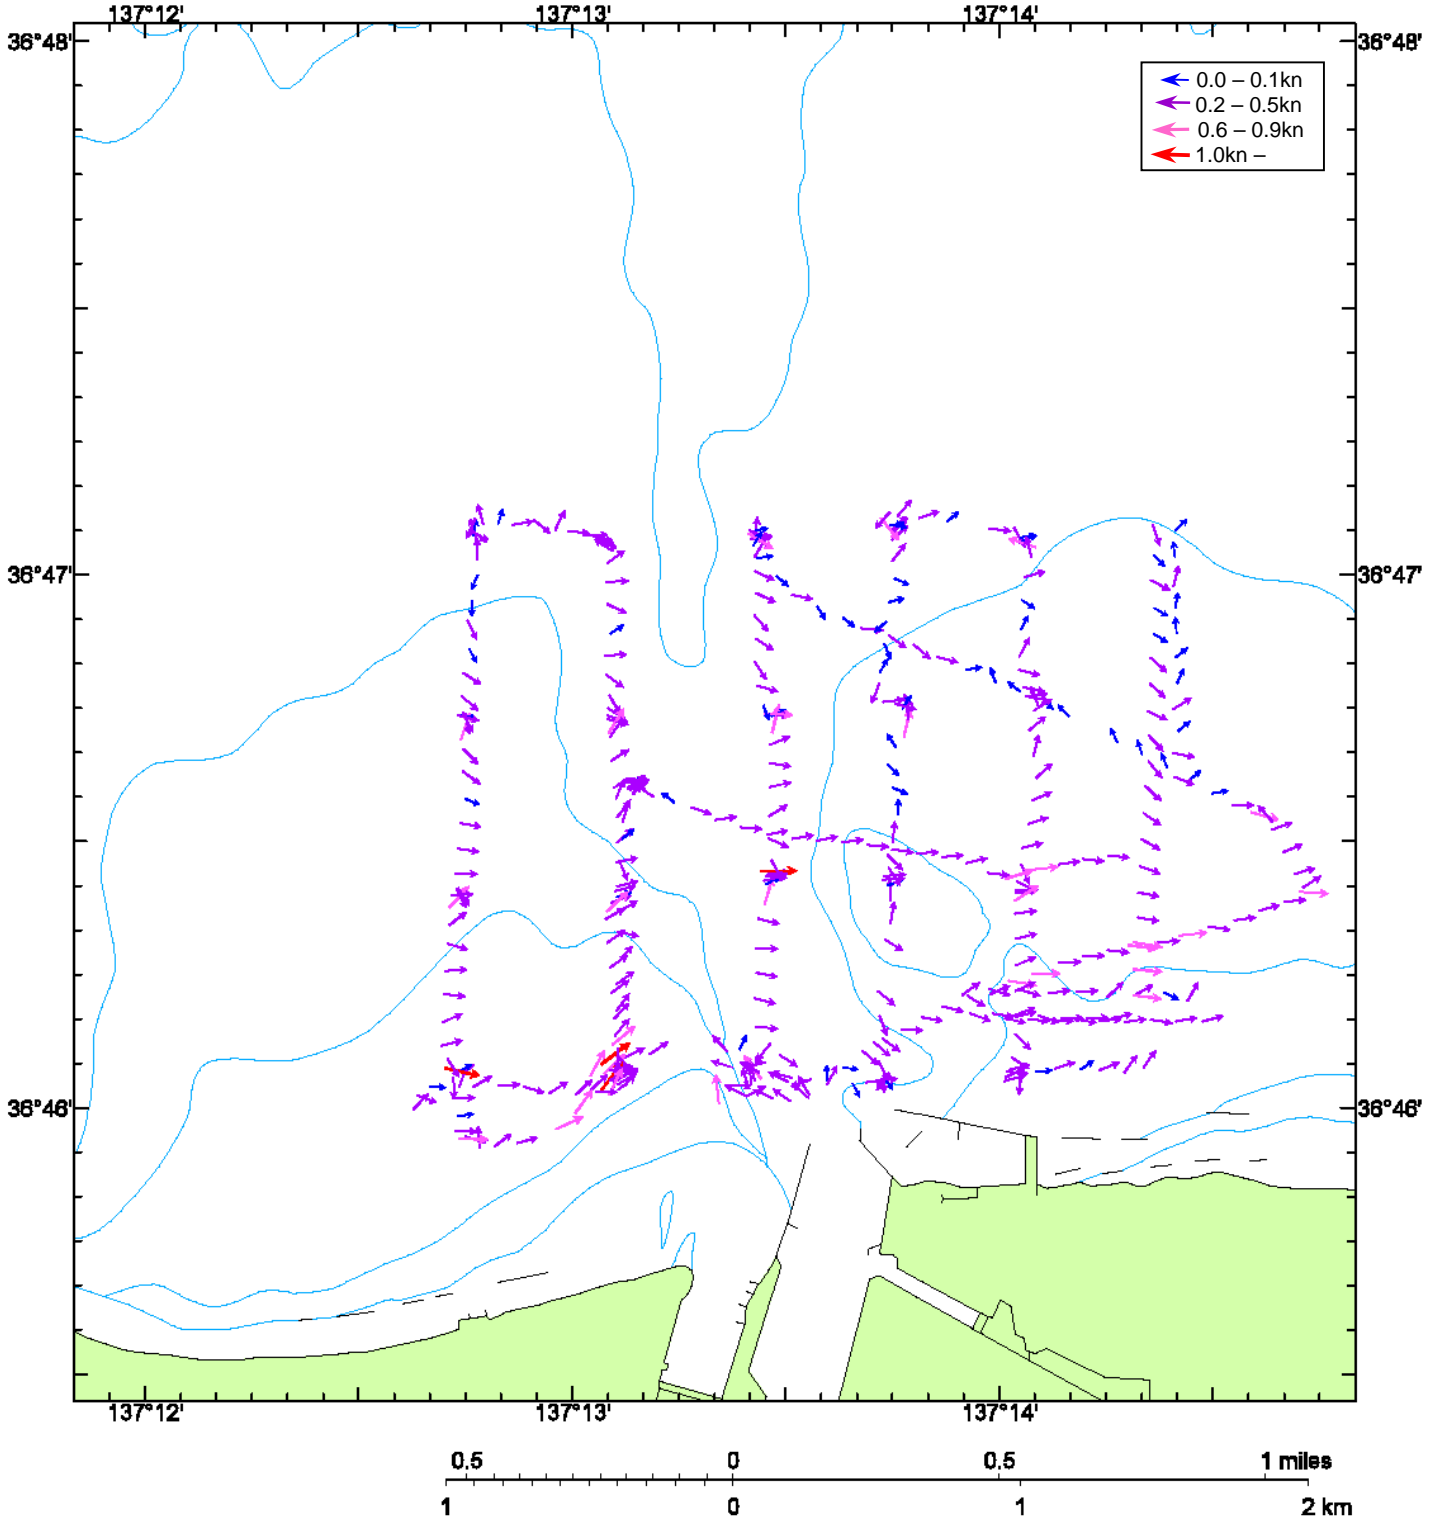 137°12' 137°13' 137°14'
36°48' 36°48'
0.0 – 0.1kn
0.2 – 0.5kn
0.6 – 0.9kn
1.0kn –
36°47' 36°47'
36°46' 36°46'
137°12' 137°13' 137°14'
0.5 0 0.5 1 miles
1 0 1 2 km